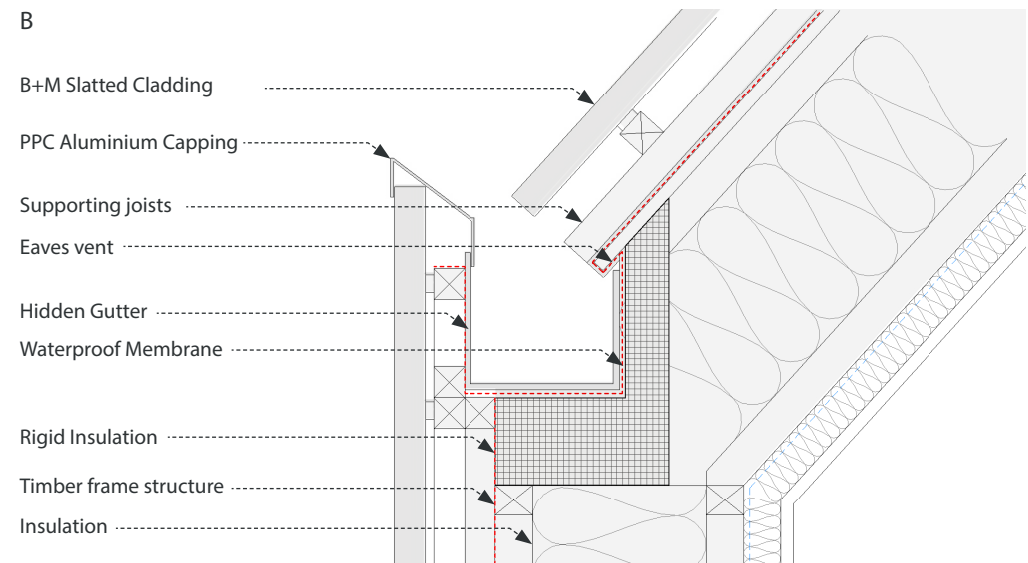 B
B+M Slatted Cladding
PPC Aluminium Capping
Supporting joists
Eaves vent
Hidden Gutter
Waterproof Membrane
Rigid Insulation
Timber frame structure
Insulation